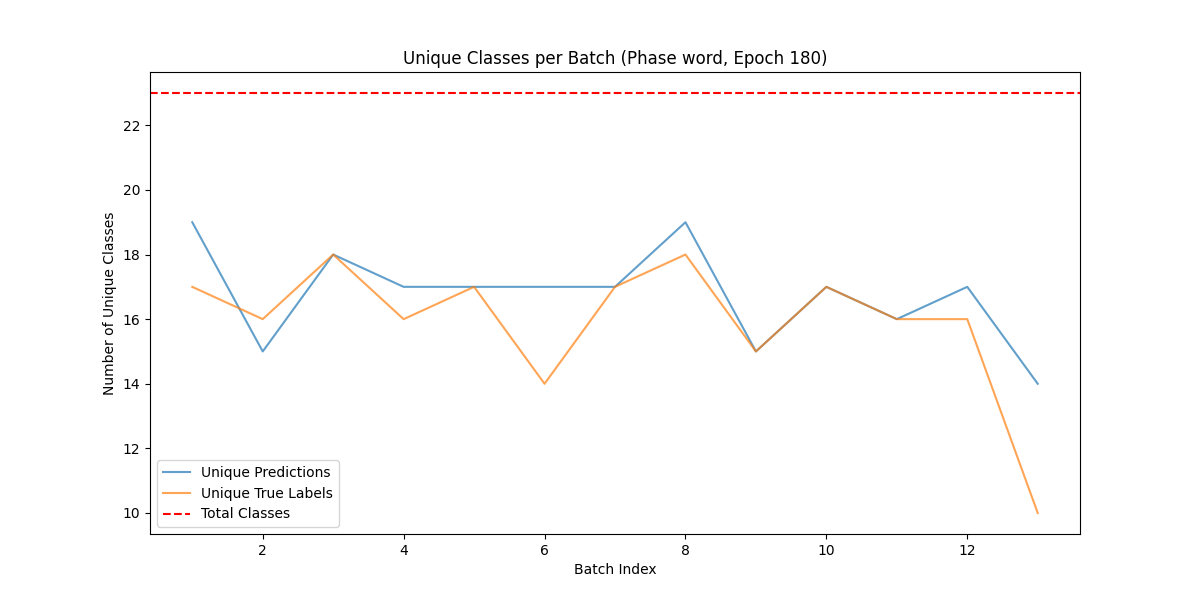 Unique Classes per Batch (Phase word, Epoch 180)
Number of Unique Classes
22
20
18
16
14
12
10
Unique Predictions
Unique True Labels
Total Classes
2
4
6
8
10
12
Batch Index